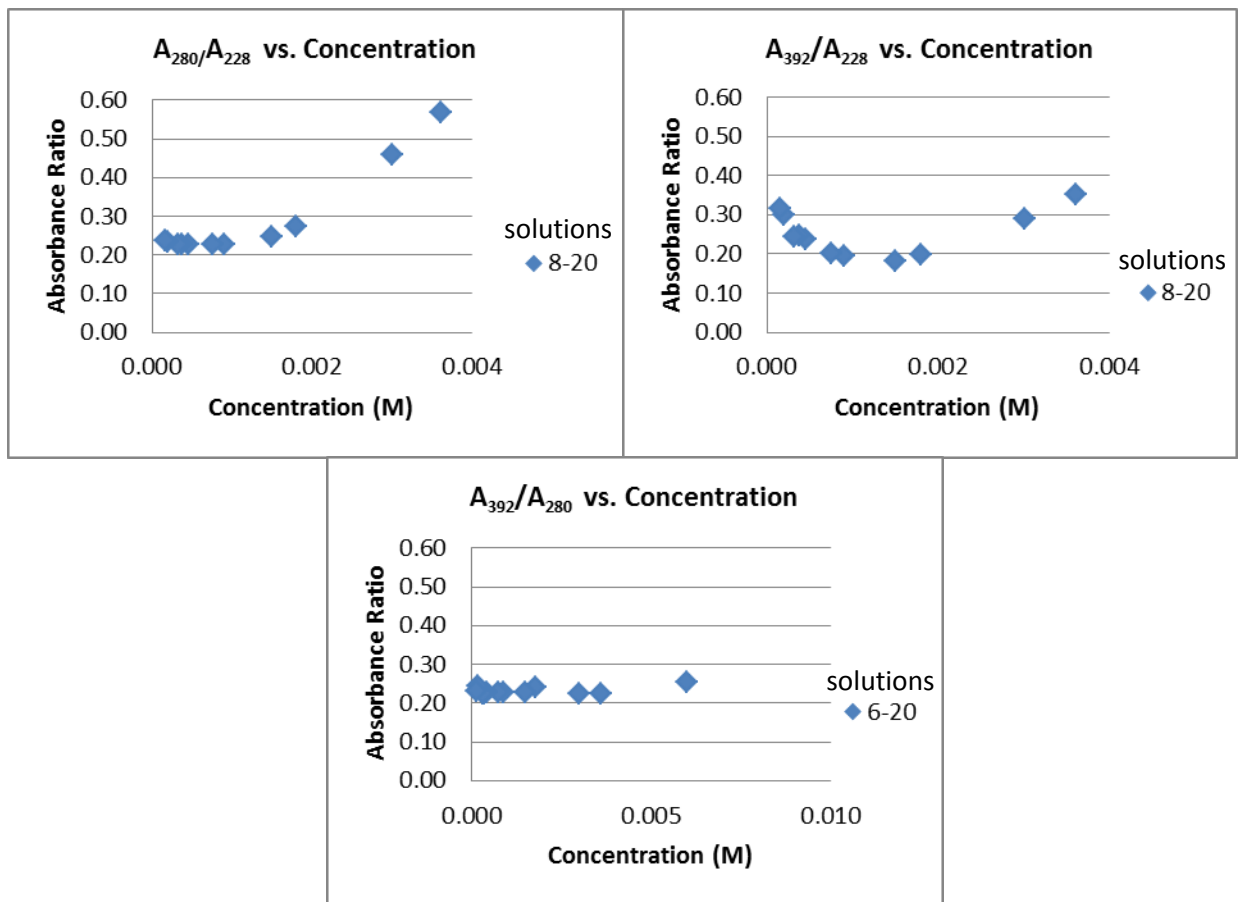 A₂₈₀/A₂₂₈ vs. Concentration
0.60
0.50
0.40
0.30
0.20
0.10
0.00
Absorbance Ratio
0.000 0.002 0.004
Concentration (M)
solutions
8-20
A₃₉₂/A₂₂₈ vs. Concentration
0.60
0.50
0.40
0.30
0.20
0.10
0.00
Absorbance Ratio
0.000 0.002 0.004
Concentration (M)
solutions
8-20
A₃₉₂/A₂₈₀ vs. Concentration
0.60
0.50
0.40
0.30
0.20
0.10
0.00
Absorbance Ratio
0.000 0.005 0.010
Concentration (M)
solutions
6-20